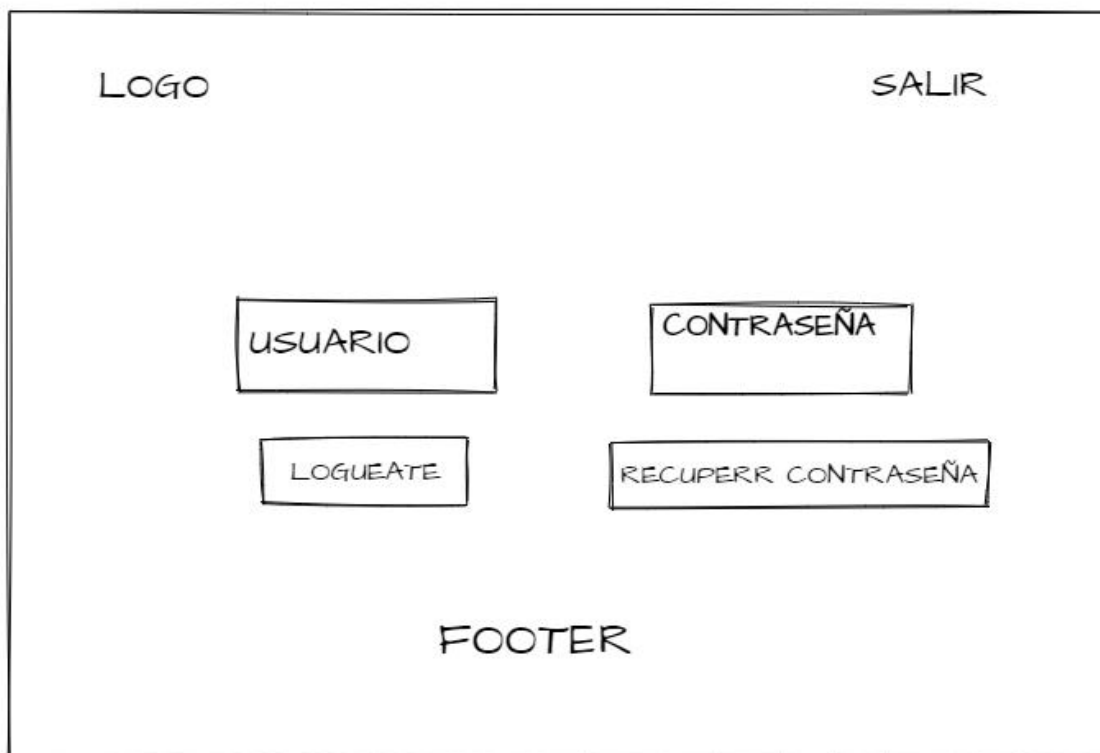 LOGO
SALIR
USUARIO
CONTRASEÑA
LOGUEATE
RECUPERR CONTRASEÑA
FOOTER